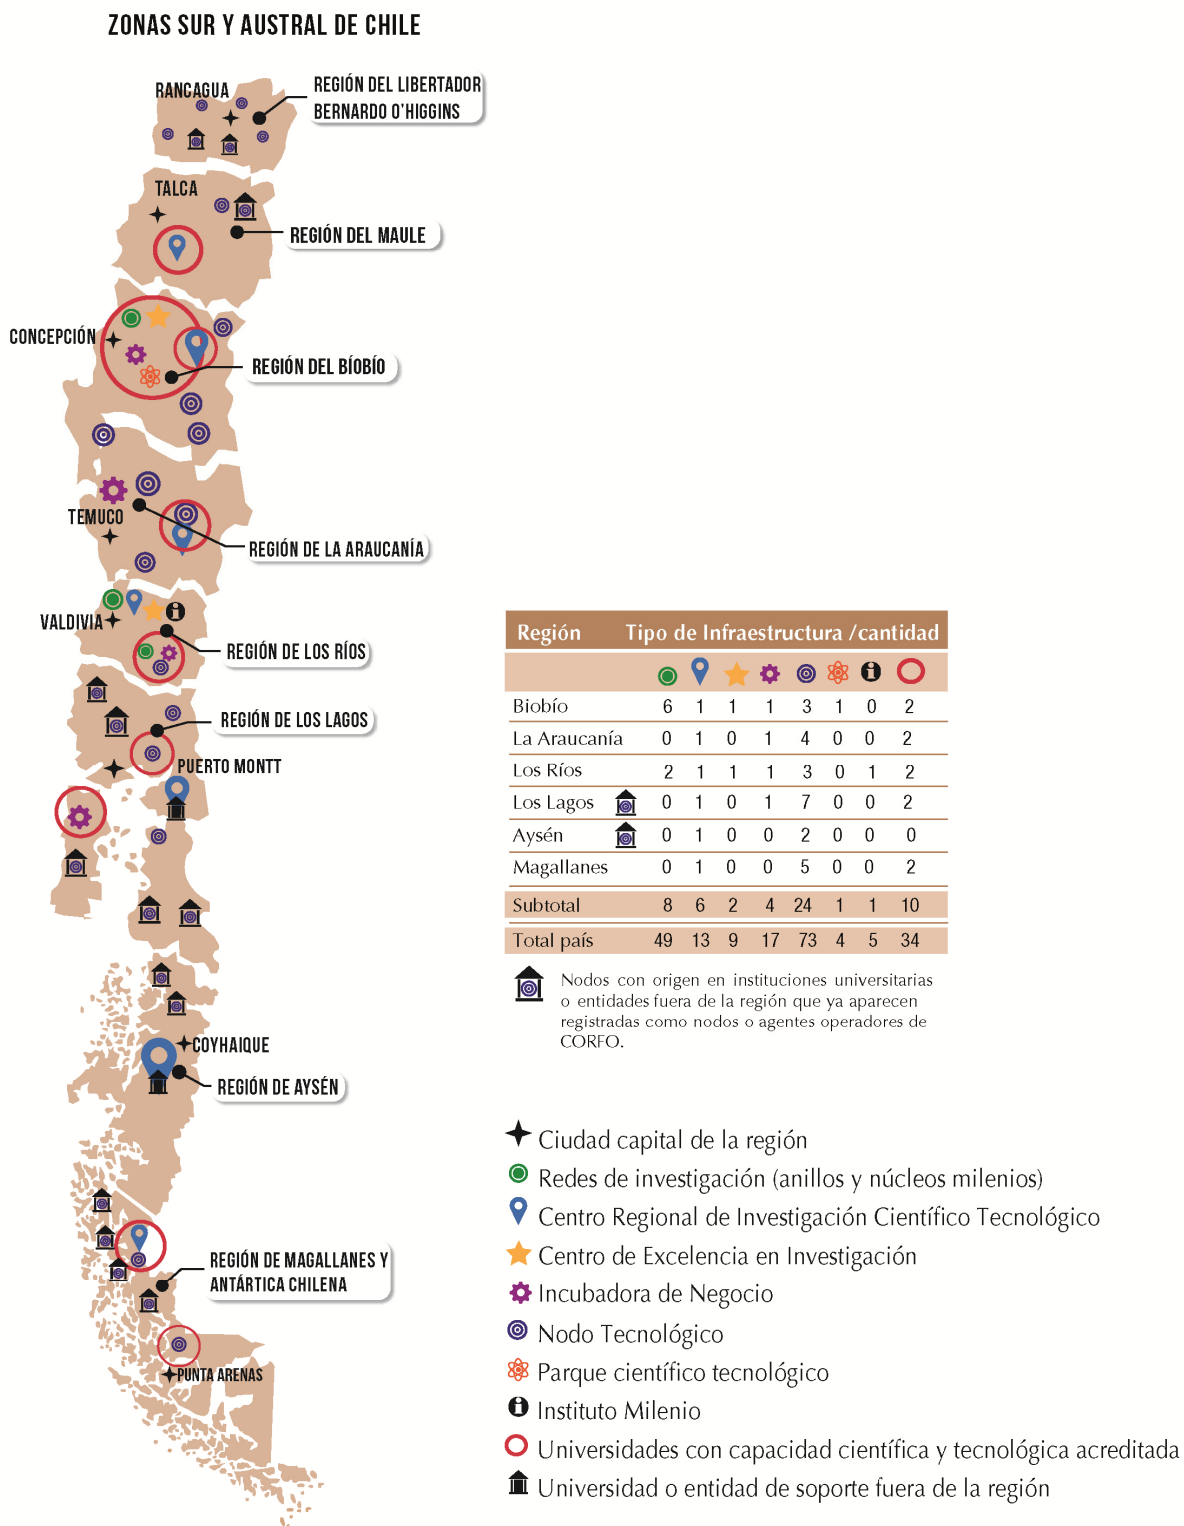 ZONAS SUR Y AUSTRAL DE CHILE
RANCAGUA
REGIÓN DEL LIBERTADOR
BERNARDO O'HIGGINS
TALCA
REGIÓN DEL MAULE
CONCEPCIÓN
REGIÓN DEL BÍOBÍO
TEMUCO
REGIÓN DE LA ARAUCANÍA
VALDIVIA
REGIÓN DE LOS RÍOS
REGIÓN DE LOS LAGOS
PUERTO MONTT
COYHAIQUE
REGIÓN DE AYSÉN
REGIÓN DE MAGALLANES Y
ANTÁRTICA CHILENA
PUNTA ARENAS
Región Tipo de Infraestructura /cantidad
Biobío 6 1 1 1 3 1 0 2
La Araucanía 0 1 0 1 4 0 0 2
Los Ríos 2 1 1 1 3 0 1 2
Los Lagos 0 1 0 1 7 0 0 2
Aysén 0 1 0 0 2 0 0 0
Magallanes 0 1 0 0 5 0 0 2
Subtotal 8 6 2 4 24 1 1 10
Total país 49 13 9 17 73 4 5 34
Nodos con origen en instituciones universitarias
o entidades fuera de la región que ya aparecen
registradas como nodos o agentes operadores de
CORFO.
Ciudad capital de la región
Redes de investigación (anillos y núcleos milenios)
Centro Regional de Investigación Científico Tecnológico
Centro de Excelencia en Investigación
Incubadora de Negocio
Nodo Tecnológico
Parque científico tecnológico
Instituto Milenio
Universidades con capacidad científica y tecnológica acreditada
Universidad o entidad de soporte fuera de la región